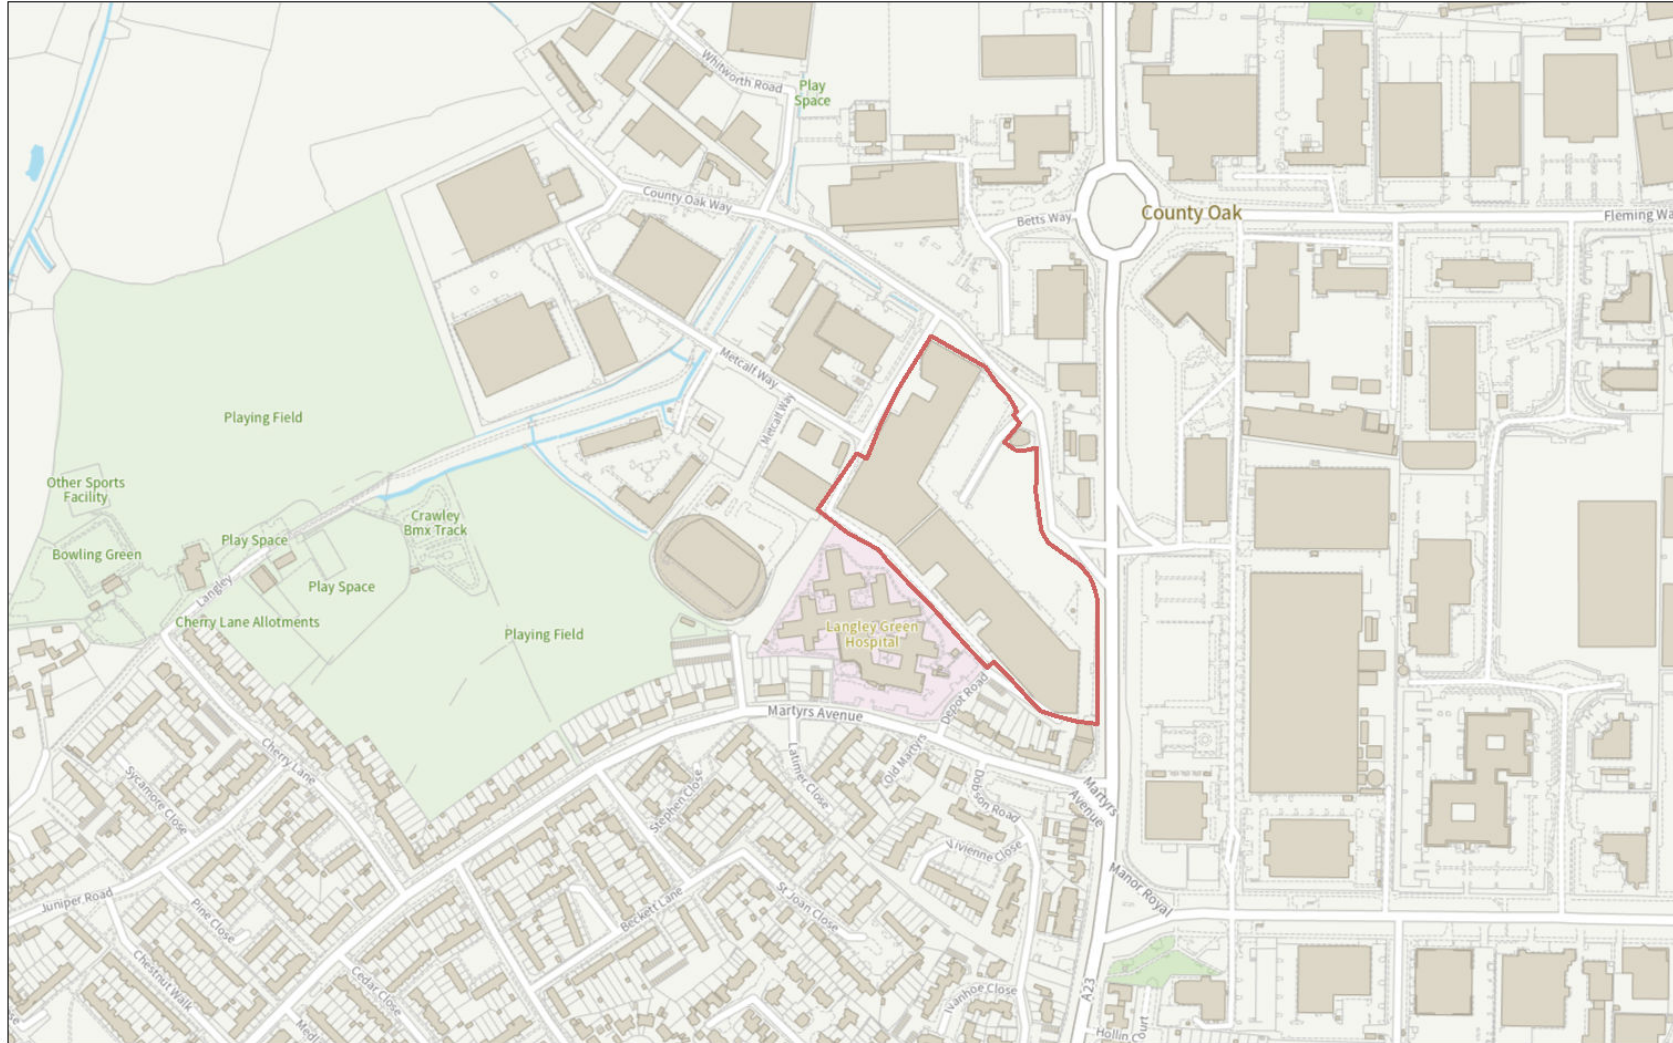 Whitworth Road
Play
Space
County Oak Way
Betts Way
County Oak
Fleming Wa
Metcalf Way
Metcalf Way
Playing Field
Other Sports
Facility
Crawley
Bmx Track
Bowling Green
Play Space
Play Space
Langley
Cherry Lane Allotments
Playing Field
Langley Green
Hospital
Depot Road
Martyrs Avenue
Old Martyrs
Latimer Close
Stephen Close
Dobson Road
Martyrs
Avenue
Cherry Lane
Sycamore Close
Vivienne Close
Manor Royal
Juniper Road
Pine Close
Beckett Lane
St Joan Close
Chestnut Walk
Cedar Close
Ivanhoe Close
A23
Hollin Court